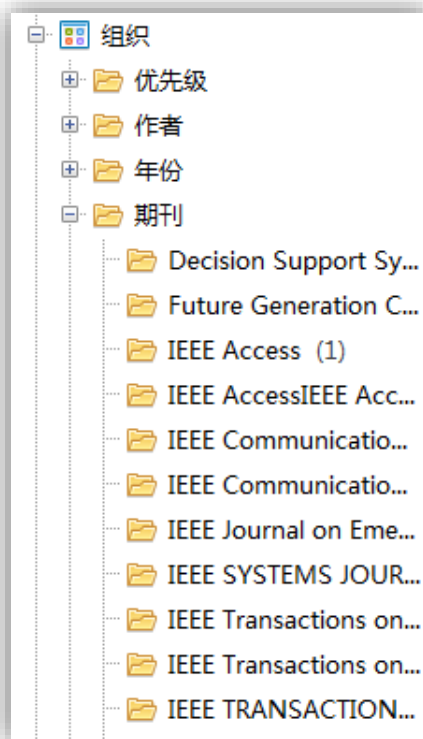 组织
优先级
作者
年份
期刊
Decision Support Sy...
Future Generation C...
IEEE Access (1)
IEEE AccessIEEE Acc...
IEEE Communicatio...
IEEE Communicatio...
IEEE Journal on Eme...
IEEE SYSTEMS JOUR...
IEEE Transactions on...
IEEE Transactions on...
IEEE TRANSACTION...